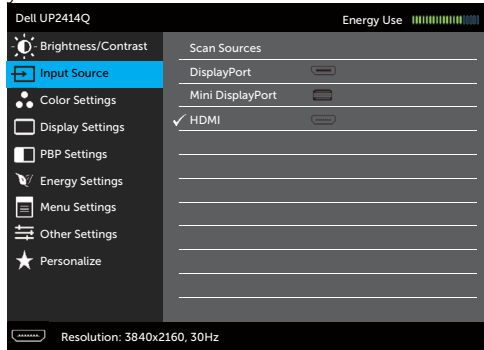 Dell UP2414Q Energy Use
Brightness/Contrast
Input Source
Color Settings
Display Settings
PBP Settings
Energy Settings
Menu Settings
Other Settings
Personalize
Scan Sources
DisplayPort
Mini DisplayPort
HDMI
Resolution: 3840x2160, 30Hz